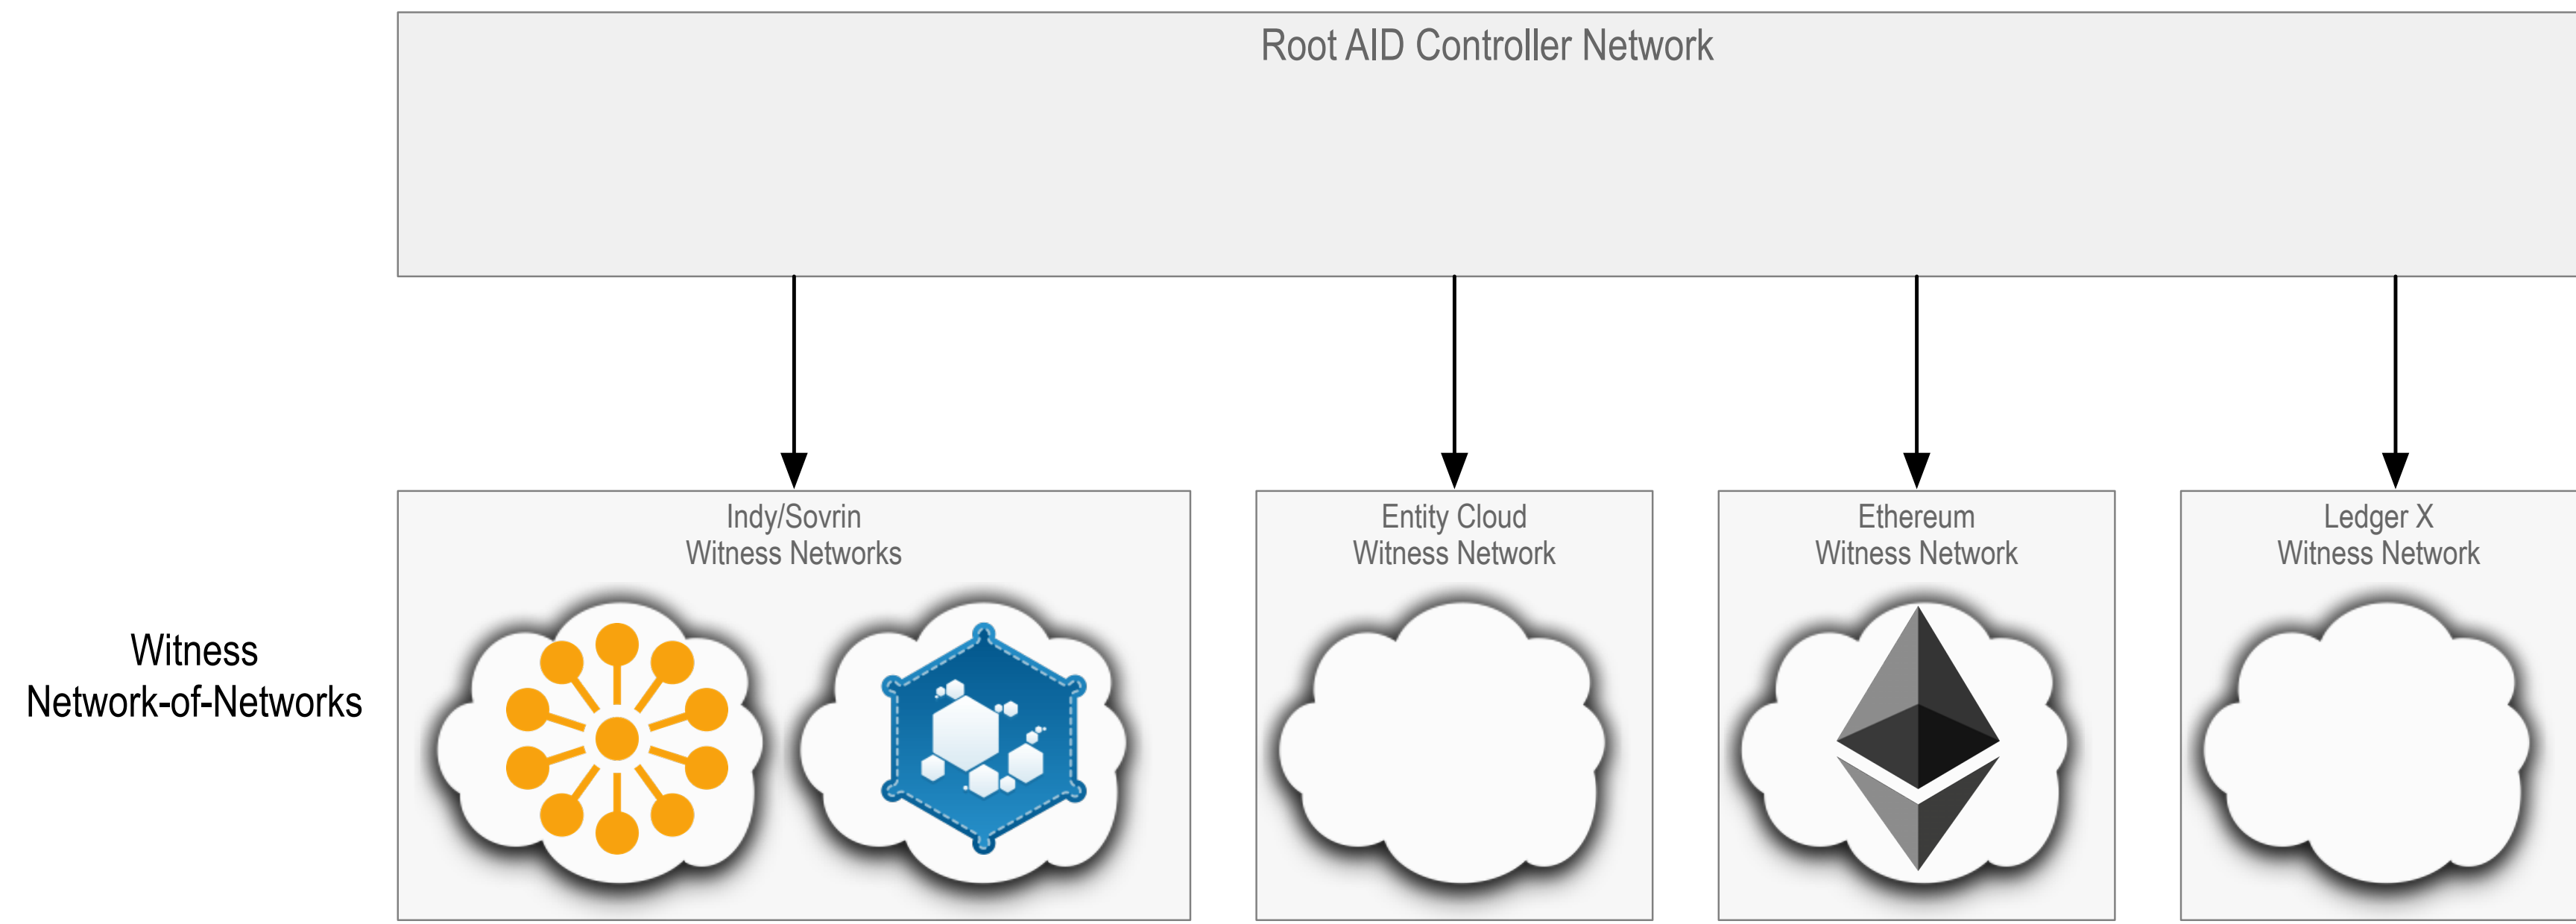 Root AID Controller Network
Indy/Sovrin
Witness Networks
Entity Cloud
Witness Network
Ethereum
Witness Network
Ledger X
Witness Network
Witness
Network-of-Networks